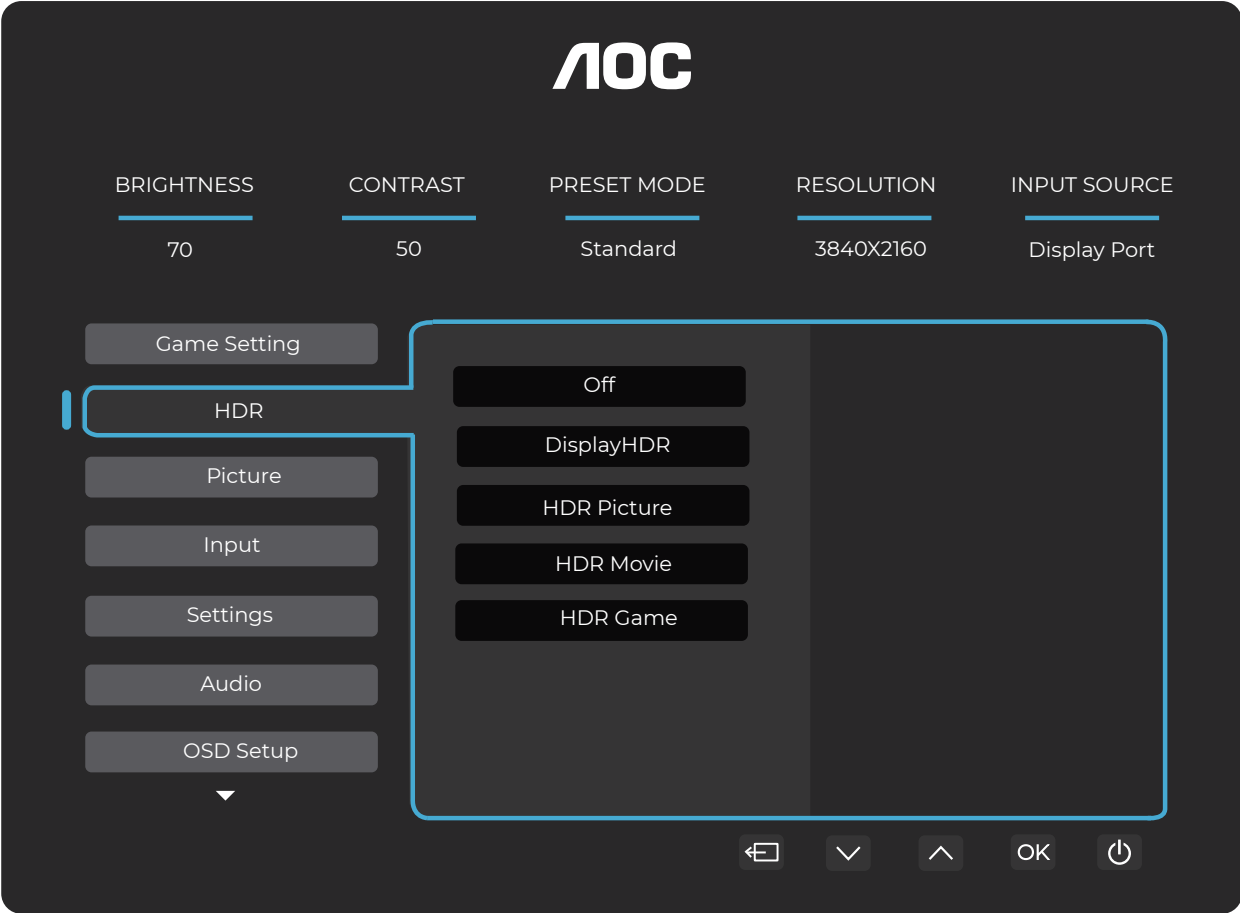 AOC
BRIGHTNESS CONTRAST PRESET MODE RESOLUTION INPUT SOURCE
70 50 Standard 3840X2160 Display Port
Game Setting
HDR
Picture
Input
Settings
Audio
OSD Setup
Off
DisplayHDR
HDR Picture
HDR Movie
HDR Game
OK